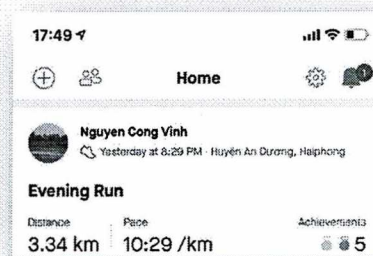 17:49
Home
1
Nguyen Cong Vinh
Yesterday at 8:29 PM · Huyện An Dương, Haiphong
Evening Run
Distance Pace Achievements
3.34 km 10:29 /km 5